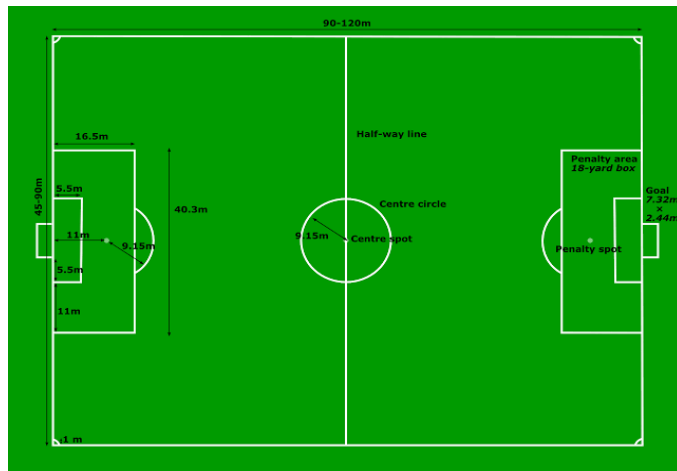 90-120m
Half-way line
16.5m
Penalty area
18-yard box
5.5m
45-90m
Goal
7.32m
×
2.44m
40.3m
Centre circle
11m
9.15m
9.15m
Centre spot
Penalty spot
5.5m
11m
1 m